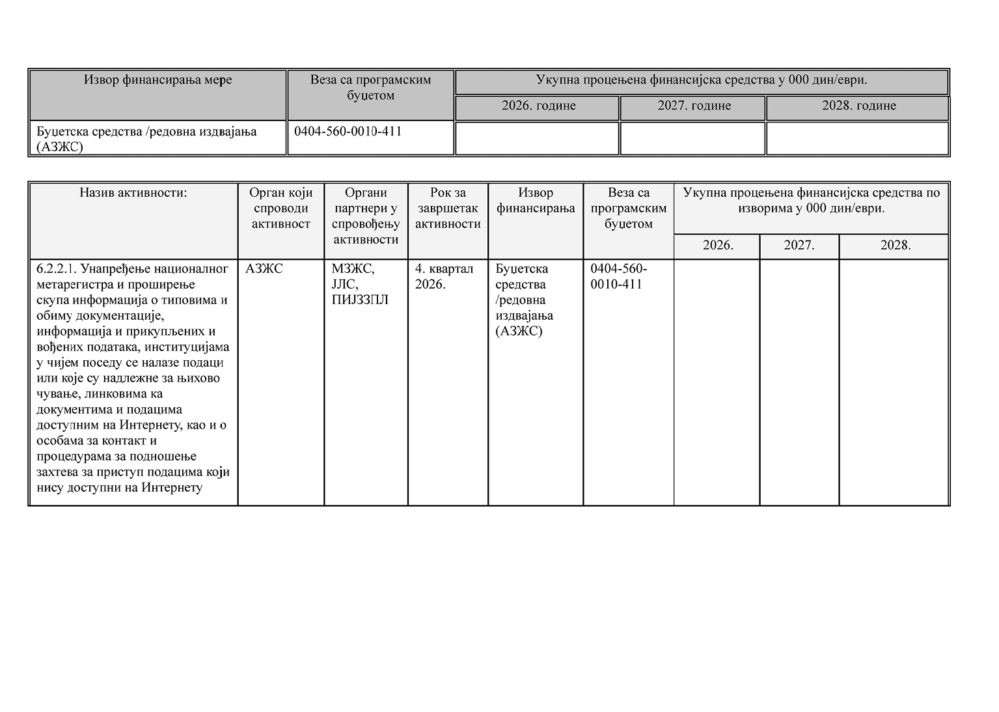 Извор финансирања мере
Веза са програмским
буџетом
Укупна процењена финансијска средства у 000 дин/еври.
2026. године
2027. године
2028. године
Буџетска средства /редовна издвајања
(АЗЖС)
0404-560-0010-411
Назив активности:
Орган који
спроводи
активност
Органи
партнери у
спровођењу
активности
Рок за
завршетак
активности
Извор
финансирања
Веза са
програмским
буџетом
Укупна процењена финансијска средства по
изворима у 000 дин/еври.
2026.
2027.
2028.
6.2.2.1. Унапређење националног
метарегистра и проширење
скупа информација о типовима и
обиму документације,
информација и прикупљених и
вођених података, институцијама
у чијем поседу се налазе подаци
или које су надлежне за њихово
чување, линковима ка
документима и подацима
доступним на Интернету, као и о
особама за контакт и
процедурама за подношење
захтева за приступ подацима који
нису доступни на Интернету
АЗЖС
МЗЖС,
ЈЛС,
ПИЈЗЗПЛ
4. квартал
2026.
Буџетска
средства
/редовна
издвајања
(АЗЖС)
0404-560-
0010-411